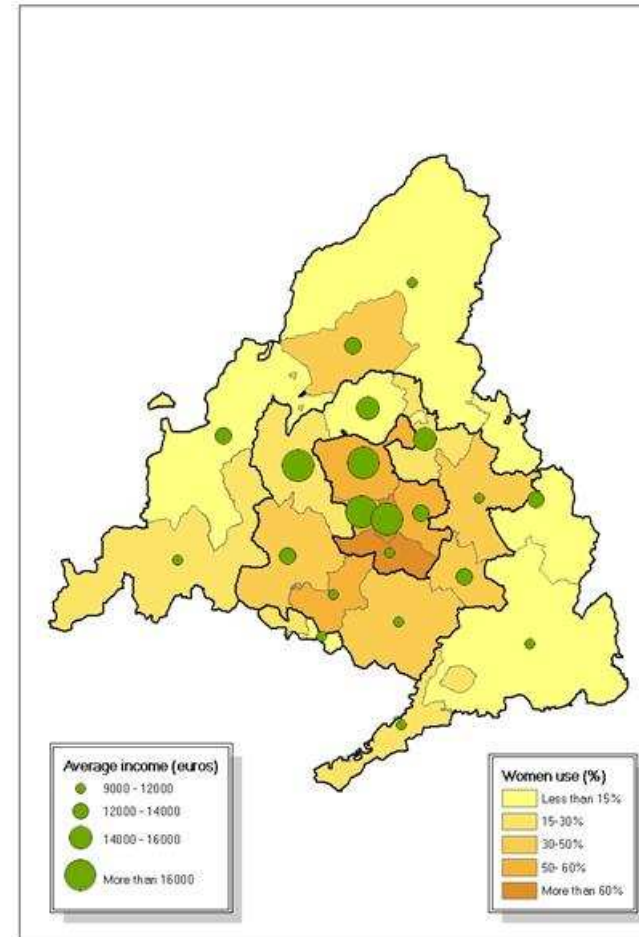 Average income (euros)
9000 - 12000
12000 - 14000
14000 - 16000
More than 16000
Women use (%)
Less than 15%
15-30%
30-50%
50- 60%
More than 60%